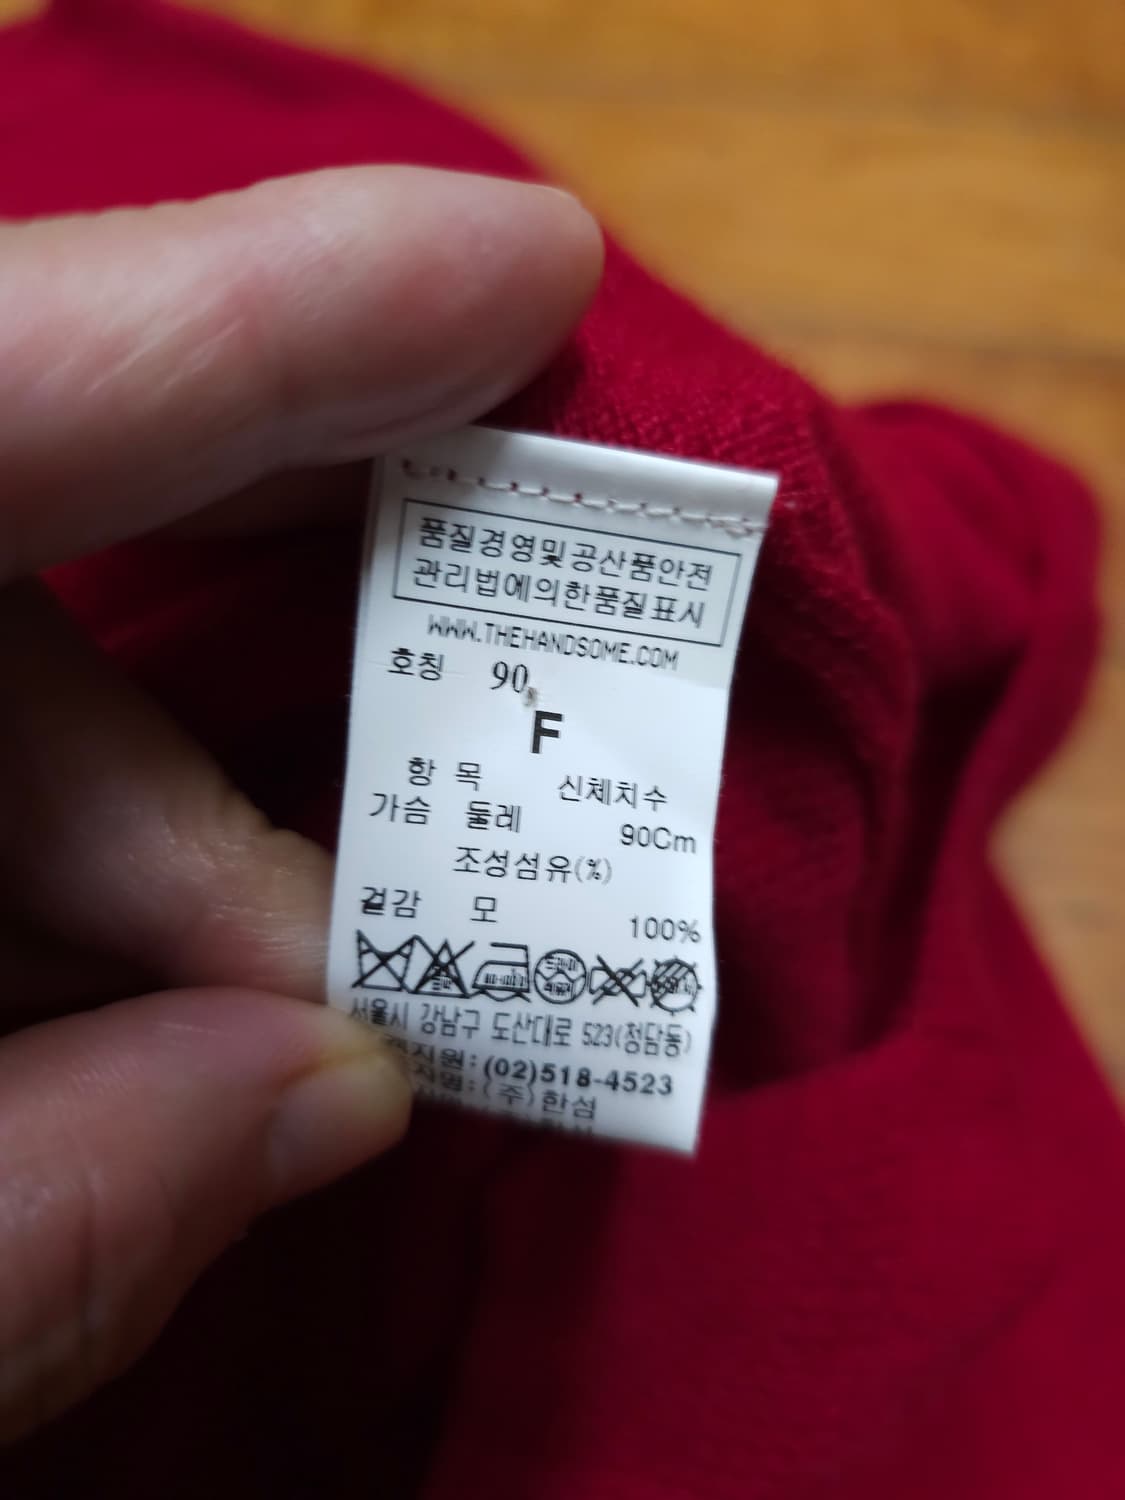 품질경영및공산품안전
관리법에의한품질표시
WWW.THEHANDSOME.COM
호칭 90
F
항 목 신체치수
가슴 둘레 90Cm
조성섬유(%)
겉감 모 100%
서울시 강남구 도산대로 523(청담동)
(02)518-4523
(주)한섬